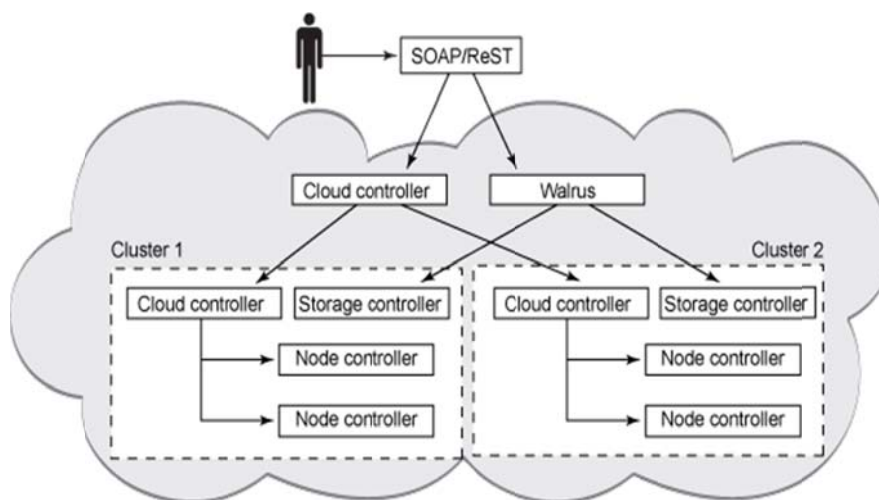 SOAP/ReST
Cloud controller
Walrus
Cluster 1
Cluster 2
Cloud controller
Storage controller
Cloud controller
Storage controller
Node controller
Node controller
Node controller
Node controller